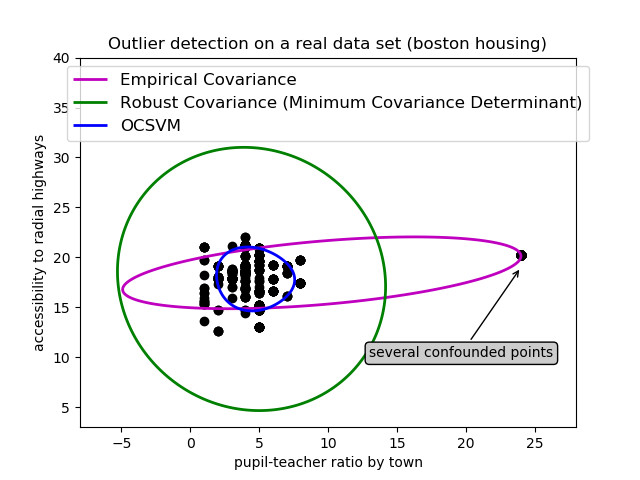 Outlier detection on a real data set (boston housing)
40
35
30
25
20
15
10
5
accessibility to radial highways
Empirical Covariance
Robust Covariance (Minimum Covariance Determinant)
OCSVM
several confounded points
−5
0
5
10
15
20
25
pupil-teacher ratio by town